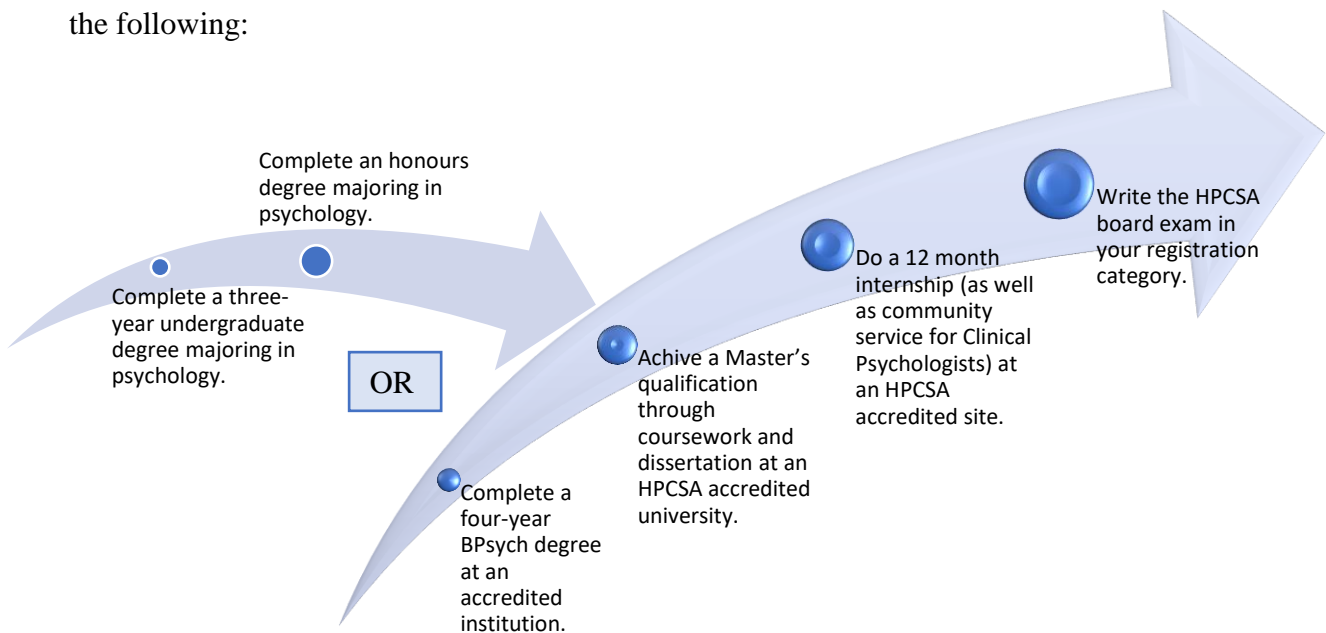 the following:
Complete an honours
degree majoring in
psychology.
Complete a three-
year undergraduate
degree majoring in
psychology.
OR
Complete a
four-year
BPsych degree
at an
accredited
institution.
Achive a Master’s
qualification
through
coursework and
dissertation at an
HPCSA accredited
university.
Do a 12 month
internship (as well
as community
service for Clinical
Psychologists) at
an HPCSA
accredited site.
Write the HPCSA
board exam in
your registration
category.